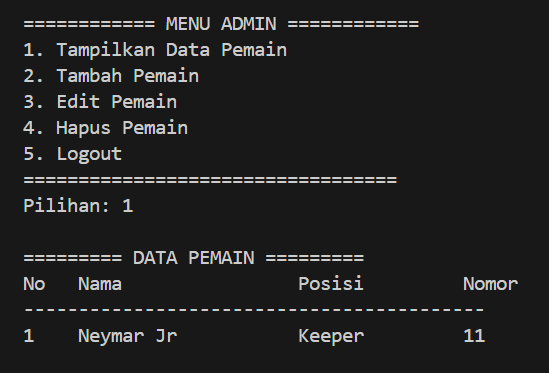 ============ MENU ADMIN ============
1. Tampilkan Data Pemain
2. Tambah Pemain
3. Edit Pemain
4. Hapus Pemain
5. Logout
==================================
Pilihan: 1

========= DATA PEMAIN =========
No   Nama                Posisi         Nomor
------------------------------------------
1    Neymar Jr           Keeper         11